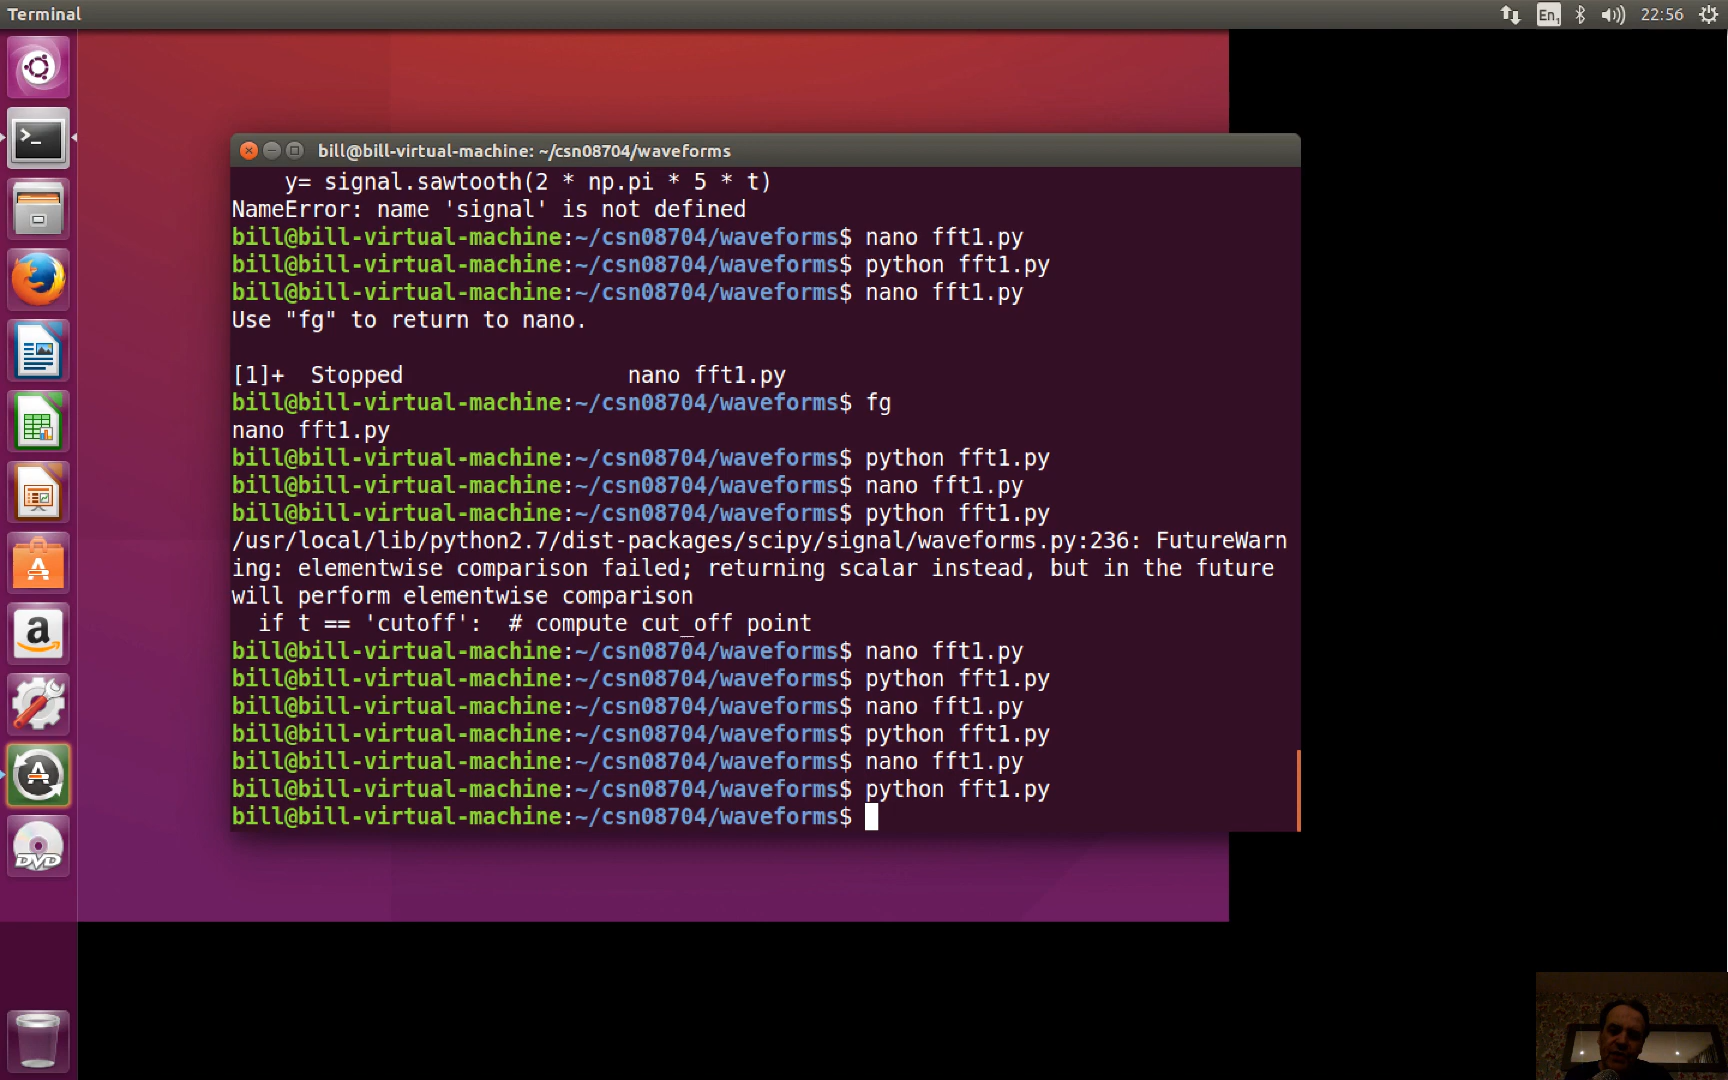 Terminal
En1
22:56
bill@bill-virtual-machine: ~/csn08704/waveforms
    y= signal.sawtooth(2 * np.pi * 5 * t)
NameError: name 'signal' is not defined
bill@bill-virtual-machine:~/csn08704/waveforms$ nano fft1.py
bill@bill-virtual-machine:~/csn08704/waveforms$ python fft1.py
bill@bill-virtual-machine:~/csn08704/waveforms$ nano fft1.py
Use "fg" to return to nano.
[1]+  Stopped                 nano fft1.py
bill@bill-virtual-machine:~/csn08704/waveforms$ fg
nano fft1.py
bill@bill-virtual-machine:~/csn08704/waveforms$ python fft1.py
bill@bill-virtual-machine:~/csn08704/waveforms$ nano fft1.py
bill@bill-virtual-machine:~/csn08704/waveforms$ python fft1.py
/usr/local/lib/python2.7/dist-packages/scipy/signal/waveforms.py:236: FutureWarn
ing: elementwise comparison failed; returning scalar instead, but in the future
will perform elementwise comparison
  if t == 'cutoff':  # compute cut_off point
bill@bill-virtual-machine:~/csn08704/waveforms$ nano fft1.py
bill@bill-virtual-machine:~/csn08704/waveforms$ python fft1.py
bill@bill-virtual-machine:~/csn08704/waveforms$ nano fft1.py
bill@bill-virtual-machine:~/csn08704/waveforms$ python fft1.py
bill@bill-virtual-machine:~/csn08704/waveforms$ nano fft1.py
bill@bill-virtual-machine:~/csn08704/waveforms$ python fft1.py
bill@bill-virtual-machine:~/csn08704/waveforms$
DVD